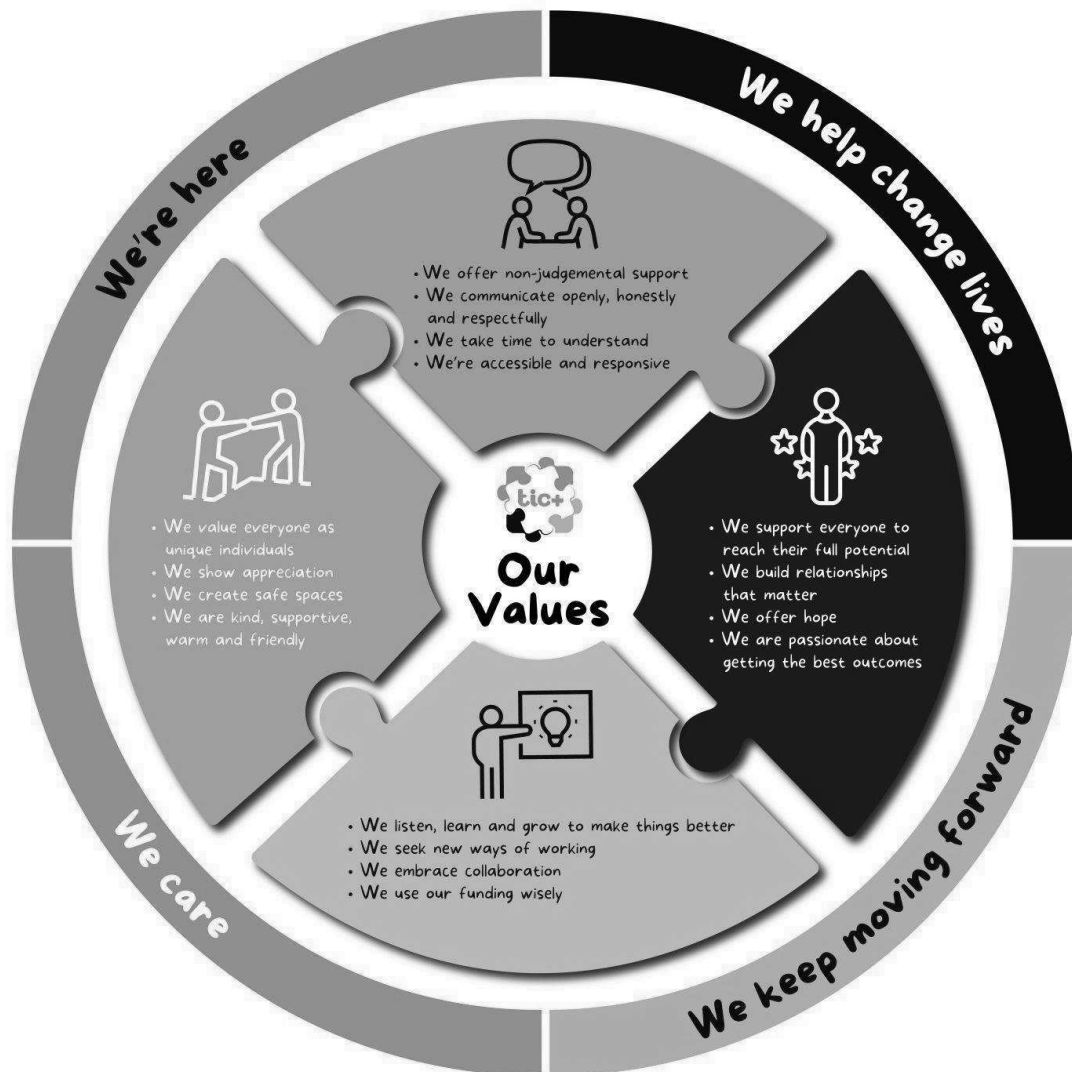 We're here
We help change lives
• We offer non-judgemental support
• We communicate openly, honestly
and respectfully
• We take time to understand
• We're accessible and responsive
• We value everyone as
unique individuals
• We show appreciation
• We create safe spaces
• We are kind, supportive,
warm and friendly
tic+
Our
Values
• We support everyone to
reach their full potential
• We build relationships
that matter
• We offer hope
• We are passionate about
getting the best outcomes
• We listen, learn and grow to make things better
• We seek new ways of working
• We embrace collaboration
• We use our funding wisely
We care
We keep moving forward